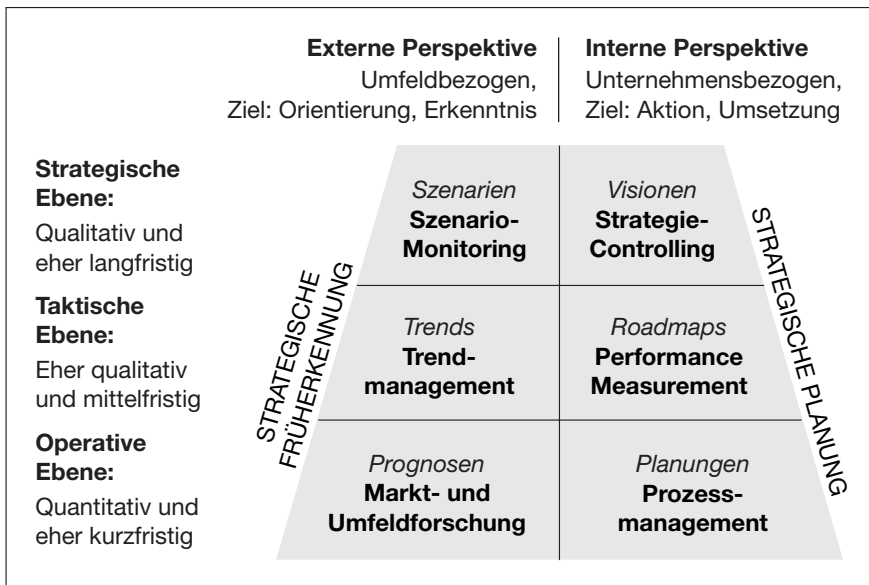 Externe Perspektive
Umfeldbezogen,
Ziel: Orientierung, Erkenntnis
Interne Perspektive
Unternehmensbezogen,
Ziel: Aktion, Umsetzung
Strategische
Ebene:
Qualitativ und
eher langfristig
Szenarien
Szenario-
Monitoring
Visionen
Strategie-
Controlling
Taktische
Ebene:
Eher qualitativ
und mittelfristig
Trends
Trend-
management
Roadmaps
Performance
Measurement
Operative
Ebene:
Quantitativ und
eher kurzfristig
Prognosen
Markt- und
Umfeldforschung
Planungen
Prozess-
management
STRATEGISCHE
FRÜHERKENNUNG
STRATEGISCHE PLANUNG